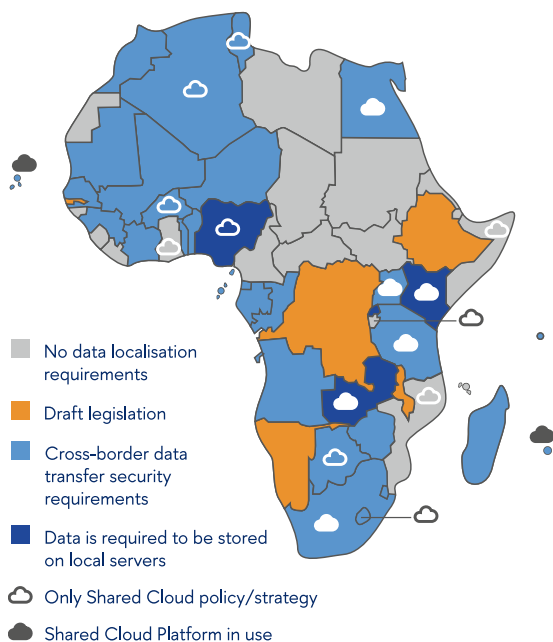 No data localisation
requirements
Draft legislation
Cross-border data
transfer security
requirements
Data is required to be stored
on local servers
Only Shared Cloud policy/strategy
Shared Cloud Platform in use